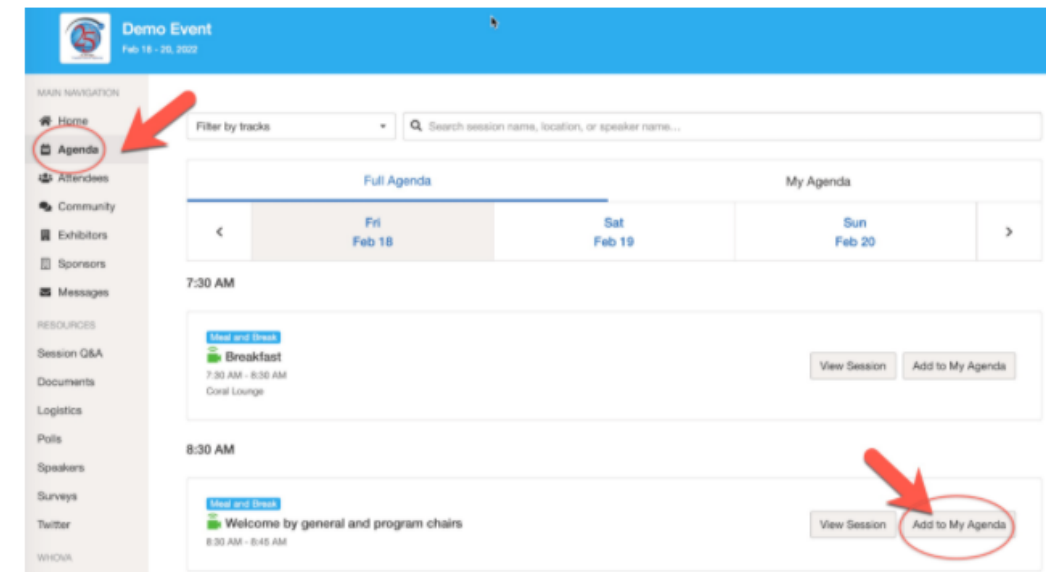 25
Demo Event
Feb 18 - 20, 2022
MAIN NAVIGATION
Home
Agenda
Attendees
Community
Exhibitors
Sponsors
Messages
RESOURCES
Session Q&A
Documents
Logistics
Polls
Speakers
Surveys
Twitter
WHOVA
Filter by tracks
Search session name, location, or speaker name...
Full Agenda My Agenda
Fri Sat Sun
Feb 18 Feb 19 Feb 20
7:30 AM
Meal and Break
Breakfast
7:30 AM - 8:30 AM
Coral Lounge
View Session Add to My Agenda
8:30 AM
Meal and Break
Welcome by general and program chairs
8:30 AM - 8:45 AM
View Session Add to My Agenda